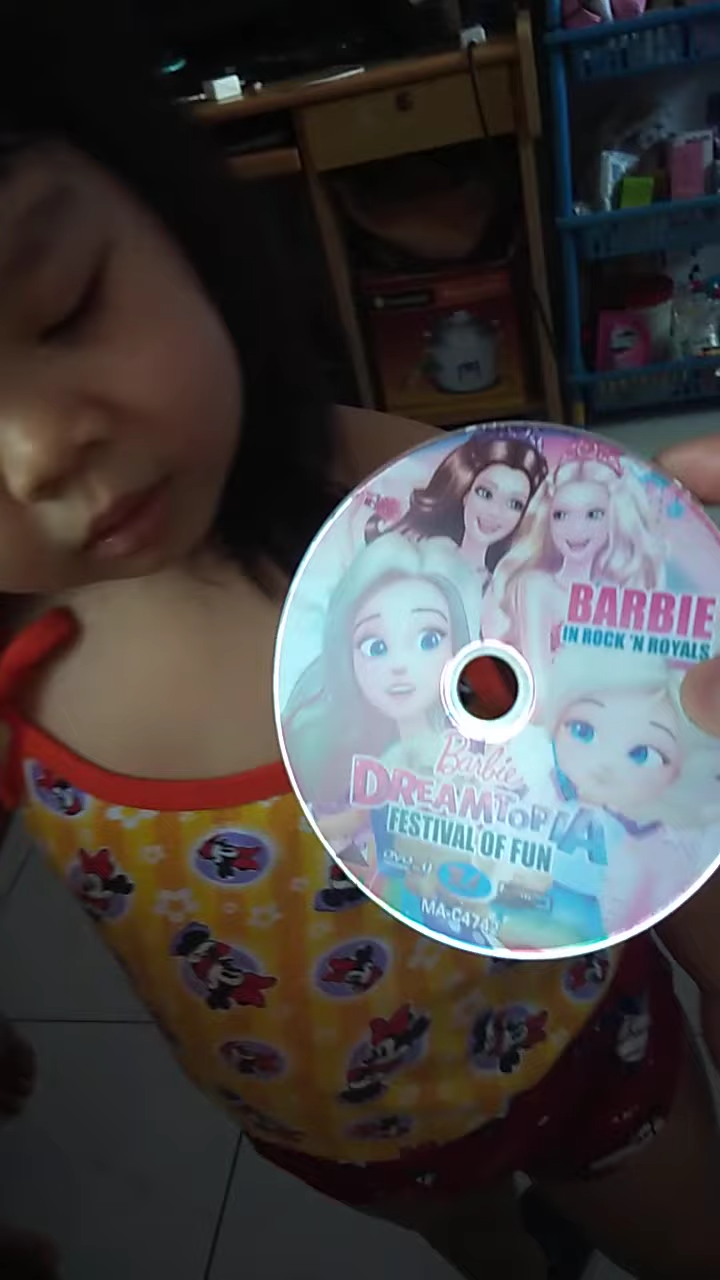 BARBIE
IN ROCK 'N ROYALS
Barbie
DREAMTOPIA
FESTIVAL OF FUN